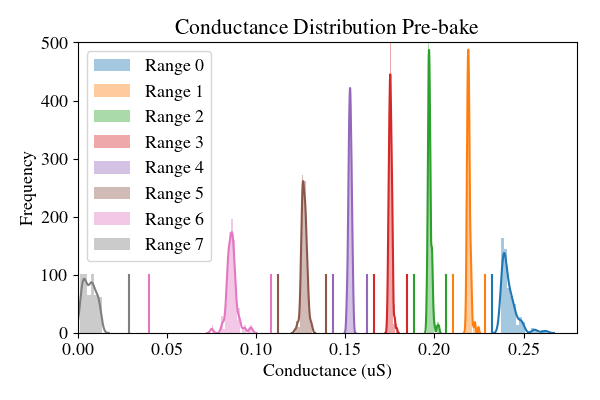 Conductance Distribution Pre-bake
Frequency
500
400
300
200
100
0
Range 0
Range 1
Range 2
Range 3
Range 4
Range 5
Range 6
Range 7
0.00 0.05 0.10 0.15 0.20 0.25
Conductance (uS)